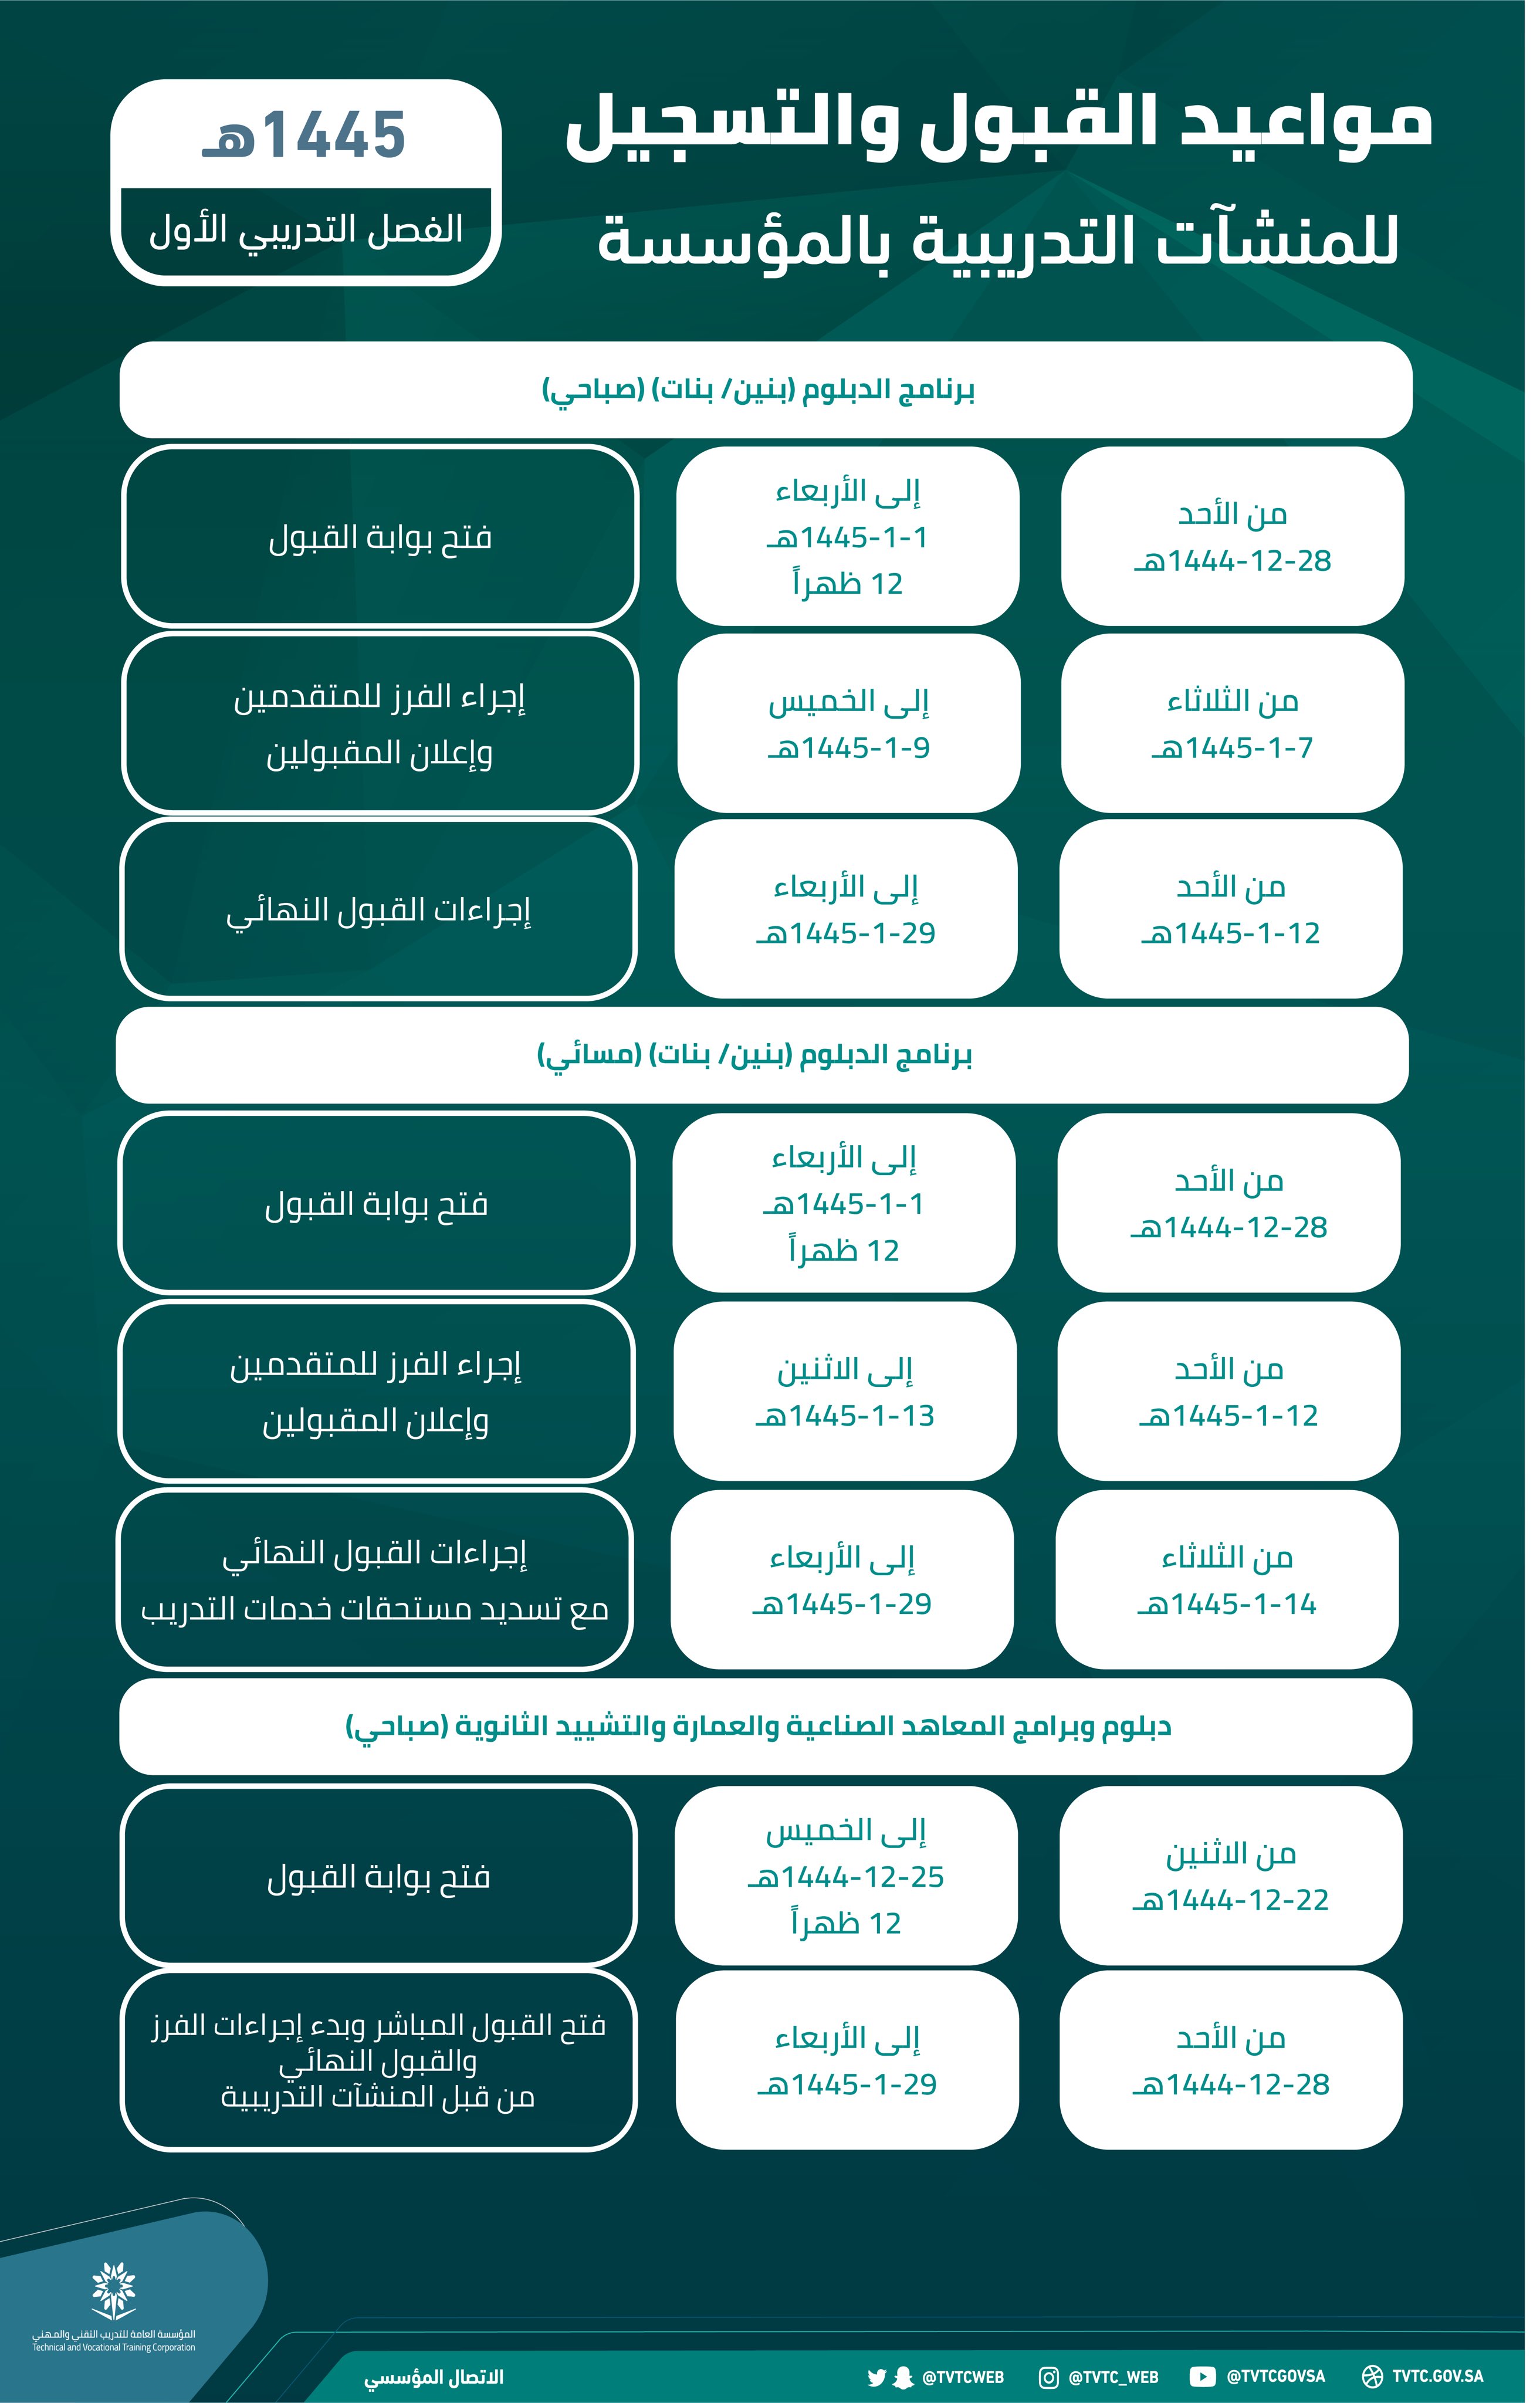 مواعيد القبول والتسجيل
للمنشآت التدريبية بالمؤسسة
1445هـ
الفصل التدريبي الأول
برنامج الدبلوم (بنين/ بنات) (صباحي)
من الأحد
28-12-1444هـ
إلى الأربعاء
1-1-1445هـ
12 ظهراً
فتح بوابة القبول
من الثلاثاء
7-1-1445هـ
إلى الخميس
9-1-1445هـ
إجراء الفرز للمتقدمين
وإعلان المقبولين
من الأحد
12-1-1445هـ
إلى الأربعاء
29-1-1445هـ
إجراءات القبول النهائي
برنامج الدبلوم (بنين/ بنات) (مسائي)
من الأحد
28-12-1444هـ
إلى الأربعاء
1-1-1445هـ
12 ظهراً
فتح بوابة القبول
من الأحد
12-1-1445هـ
إلى الاثنين
13-1-1445هـ
إجراء الفرز للمتقدمين
وإعلان المقبولين
من الثلاثاء
14-1-1445هـ
إلى الأربعاء
29-1-1445هـ
إجراءات القبول النهائي
مع تسديد مستحقات خدمات التدريب
دبلوم وبرامج المعاهد الصناعية والعمارة والتشييد الثانوية (صباحي)
من الاثنين
22-12-1444هـ
إلى الخميس
25-12-1444هـ
12 ظهراً
فتح بوابة القبول
من الأحد
28-12-1444هـ
إلى الأربعاء
29-1-1445هـ
فتح القبول المباشر وبدء إجراءات الفرز
والقبول النهائي
من قبل المنشآت التدريبية
المؤسسة العامة للتدريب التقني والمهني
Technical and Vocational Training Corporation
الاتصال المؤسسي
@TVTCWEB
@TVTC_WEB
@TVTCGOVSA
TVTC.GOV.SA